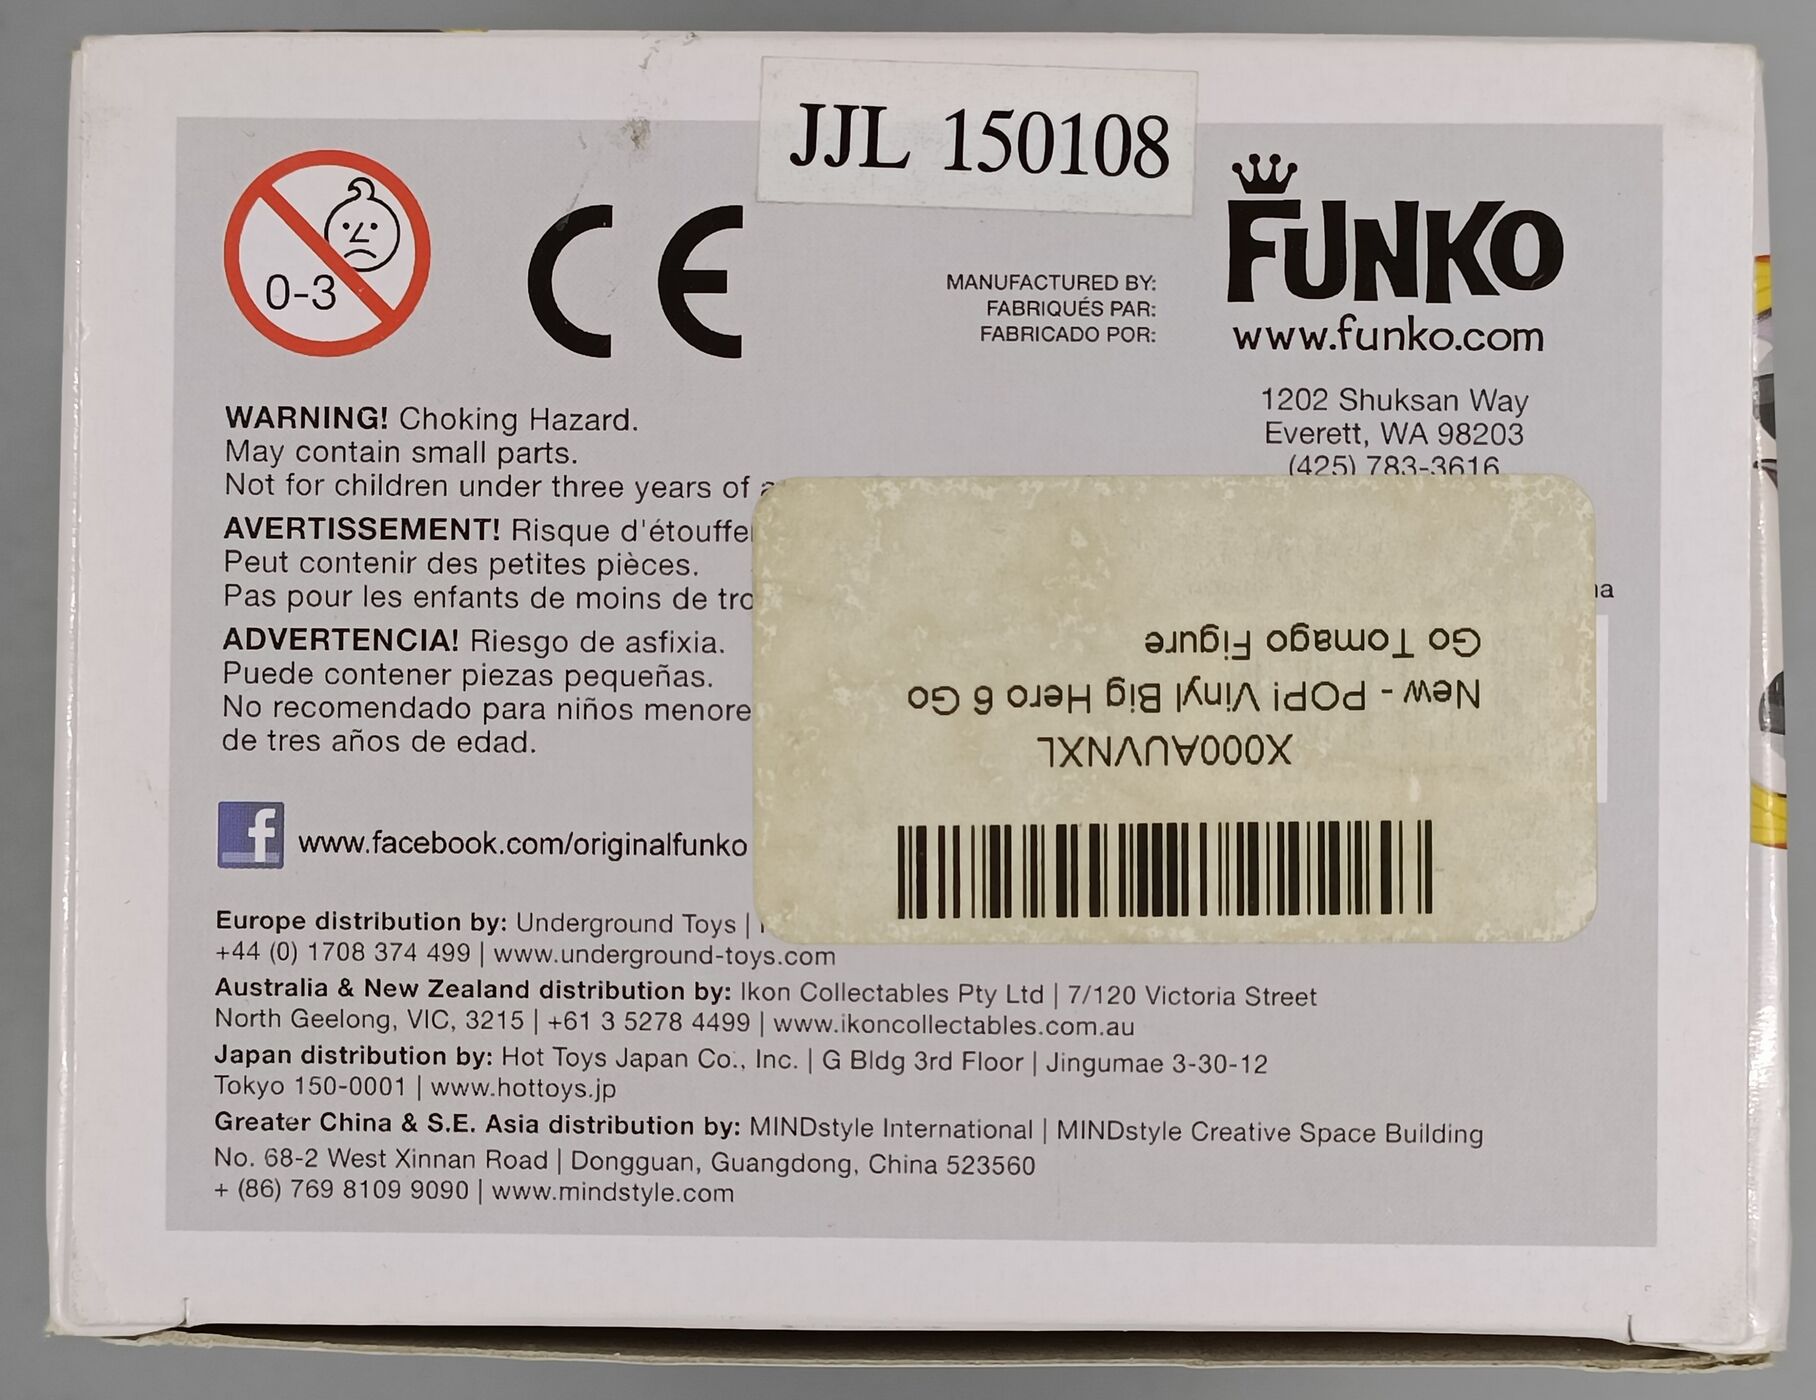 JJL 150108
0-3
CE
MANUFACTURED BY:
FABRIQUÉS PAR:
FABRICADO POR:
FUNKO
www.funko.com
1202 Shuksan Way
Everett, WA 98203
(425) 783-3616
WARNING! Choking Hazard.
May contain small parts.
Not for children under three years of
AVERTISSEMENT! Risque d'étouffe
Peut contenir des petites pièces.
Pas pour les enfants de moins de
ADVERTENCIA! Riesgo de asfixia.
Puede contener piezas pequeñas.
No recomendado para niños menore
de tres años de edad.
X000AUVNXL
New - POP! Vinyl Big Hero 6 Go
Go Tomago Figure
f www.facebook.com/originalfunko
Europe distribution by: Underground Toys |
+44 (0) 1708 374 499 | www.underground-toys.com
Australia & New Zealand distribution by: Ikon Collectables Pty Ltd | 7/120 Victoria Street
North Geelong, VIC, 3215 | +61 3 5278 4499 | www.ikoncollectables.com.au
Japan distribution by: Hot Toys Japan Co., Inc. | G Bldg 3rd Floor | Jingumae 3-30-12
Tokyo 150-0001 | www.hottoys.jp
Greater China & S.E. Asia distribution by: MINDstyle International | MINDstyle Creative Space Building
No. 68-2 West Xinnan Road | Dongguan, Guangdong, China 523560
+ (86) 769 8109 9090 | www.mindstyle.com